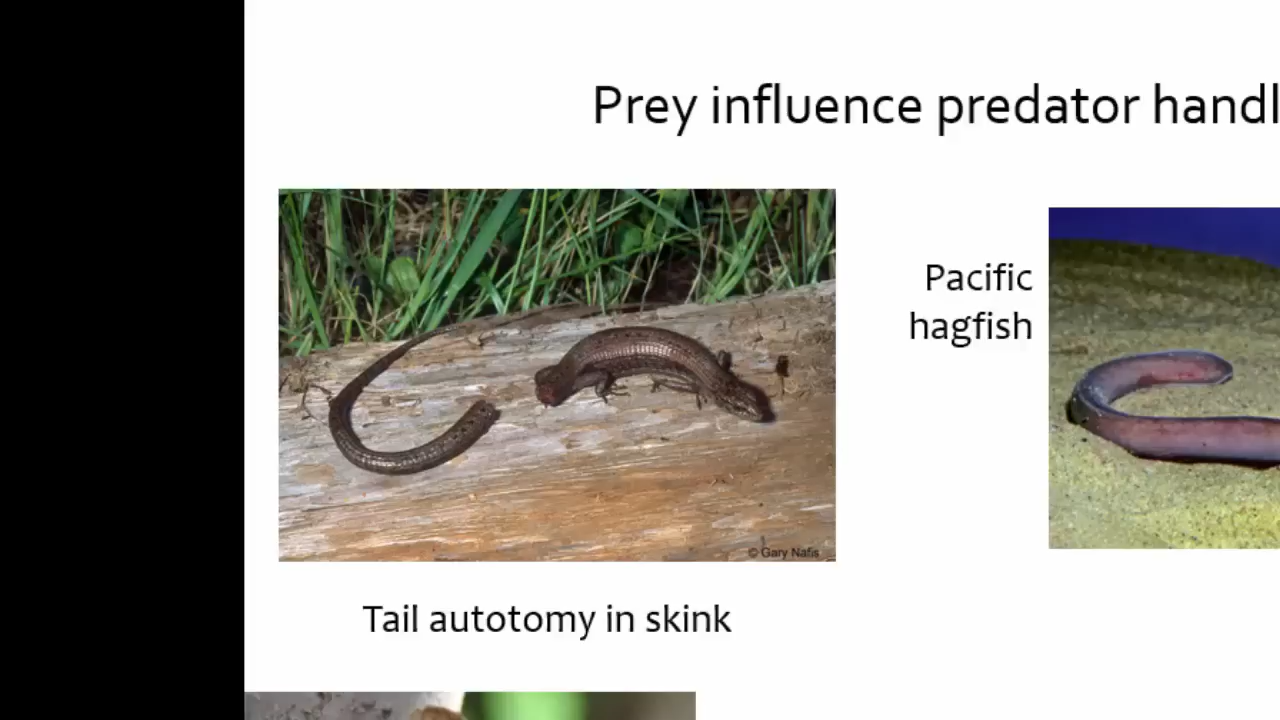 Prey influence predator handl
Pacific
hagfish
© Gary Nafis
Tail autotomy in skink